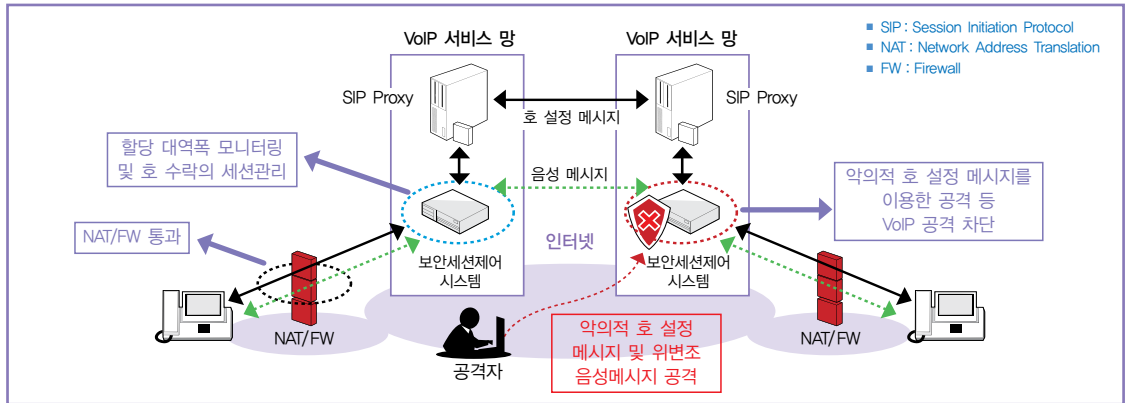 VoIP 서비스 망
VoIP 서비스 망
SIP : Session Initiation Protocol
NAT : Network Address Translation
FW : Firewall
SIP Proxy
SIP Proxy
호 설정 메시지
할당 대역폭 모니터링
및 호 수락의 세션관리
음성 메시지
악의적 호 설정 메시지를
이용한 공격 등
VoIP 공격 차단
NAT/FW 통과
인터넷
보안세션제어
시스템
보안세션제어
시스템
NAT/FW
공격자
악의적 호 설정
메시지 및 위변조
음성메시지 공격
NAT/FW